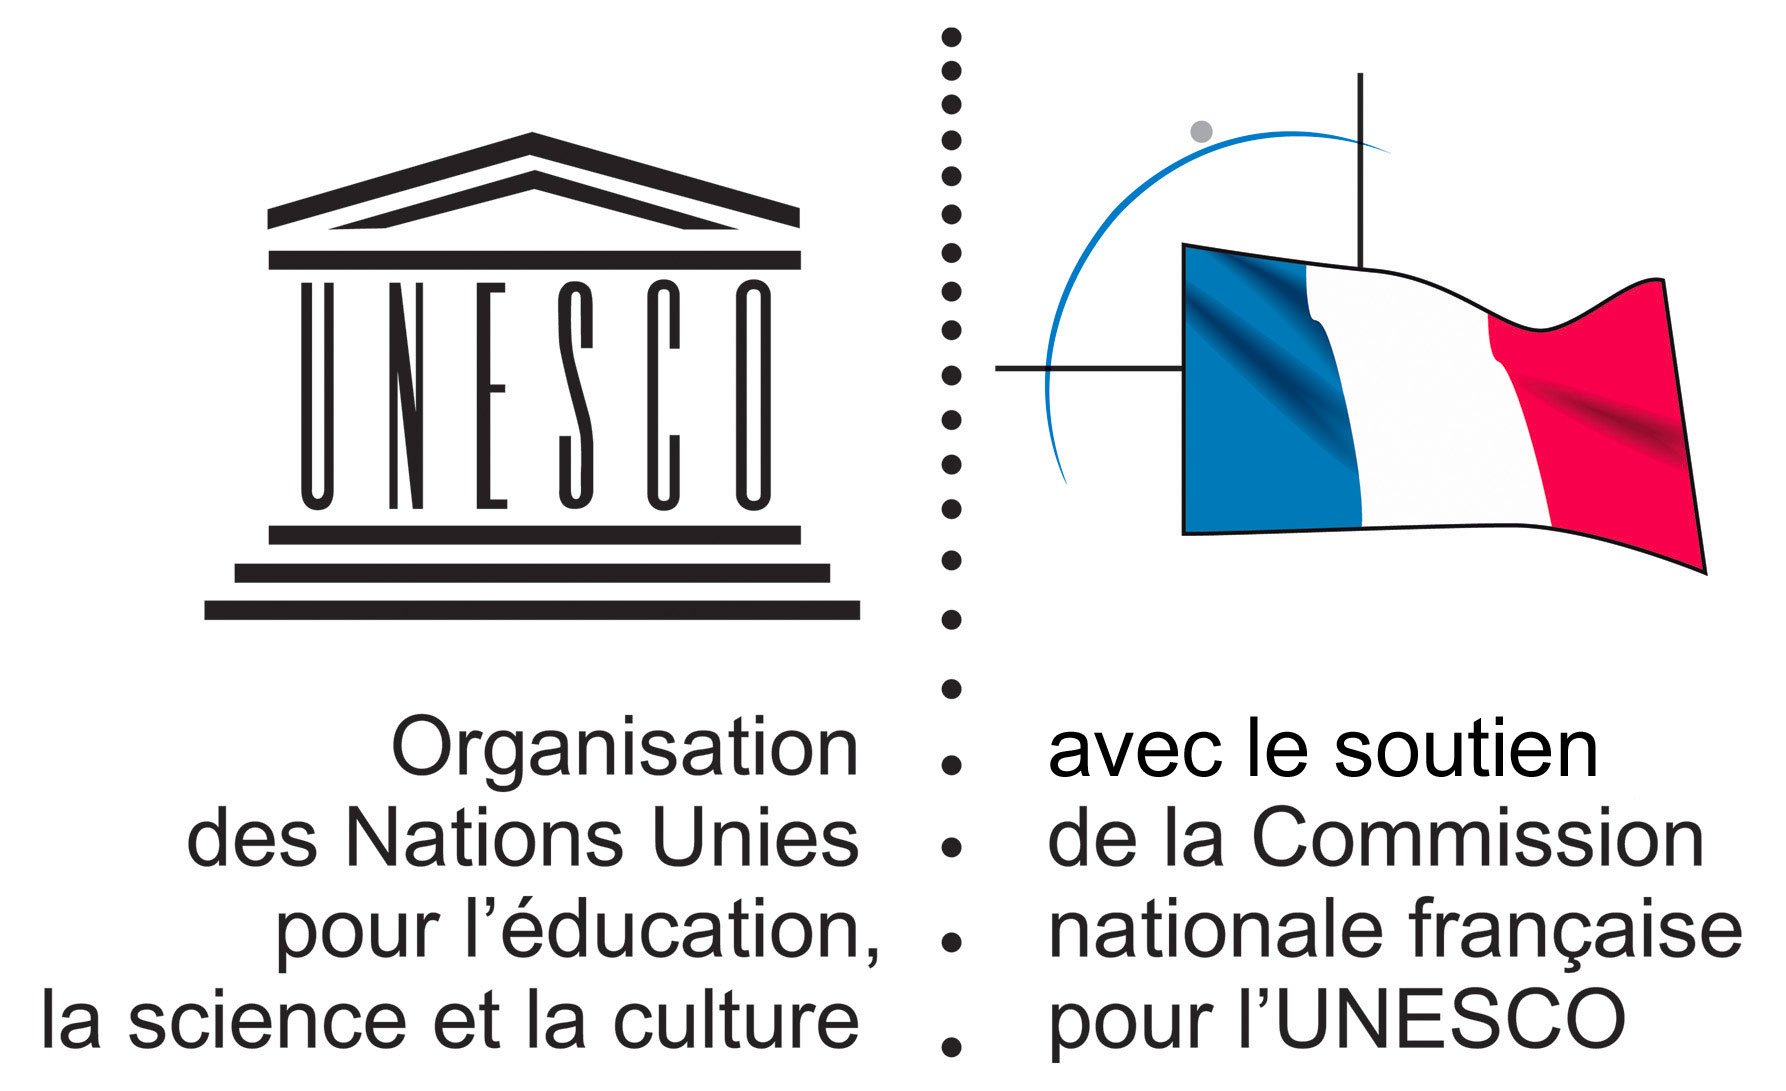 UNESCO
Organisation
des Nations Unies
pour l’éducation,
la science et la culture
avec le soutien
de la Commission
nationale française
pour l’UNESCO